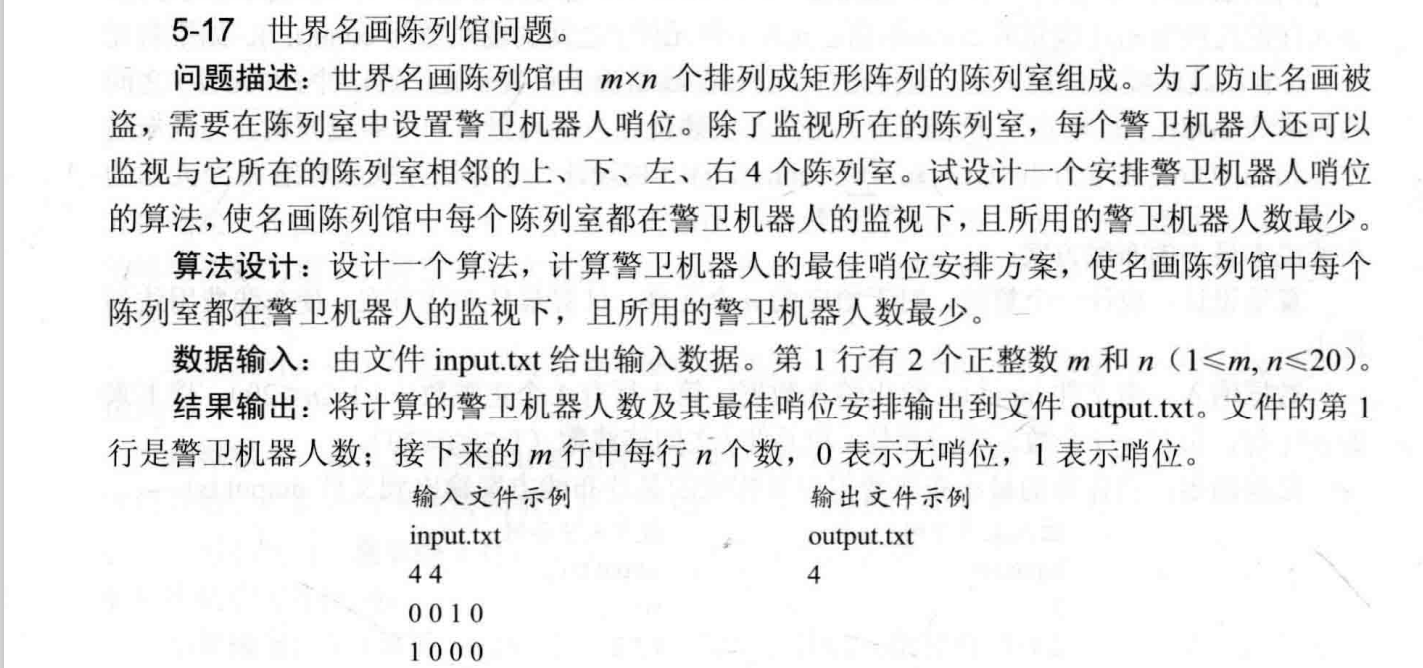 5-17 世界名画陈列馆问题。
问题描述：世界名画陈列馆由 m×n 个排列成矩形阵列的陈列室组成。为了防止名画被
盗，需要在陈列室中设置警卫机器人哨位。除了监视所在的陈列室，每个警卫机器人还可以
监视与它所在的陈列室相邻的上、下、左、右 4 个陈列室。试设计一个安排警卫机器人哨位
的算法，使名画陈列馆中每个陈列室都在警卫机器人的监视下，且所用的警卫机器人数最少。
算法设计：设计一个算法，计算警卫机器人的最佳哨位安排方案，使名画陈列馆中每个
陈列室都在警卫机器人的监视下，且所用的警卫机器人数最少。
数据输入：由文件 input.txt 给出输入数据。第 1 行有 2 个正整数 m 和 n（1≤m, n≤20）。
结果输出：将计算的警卫机器人数及其最佳哨位安排输出到文件 output.txt。文件的第 1
行是警卫机器人数；接下来的 m 行中每行 n 个数，0 表示无哨位，1 表示哨位。
输入文件示例 输出文件示例
input.txt output.txt
4 4 4
0 0 1 0
1 0 0 0